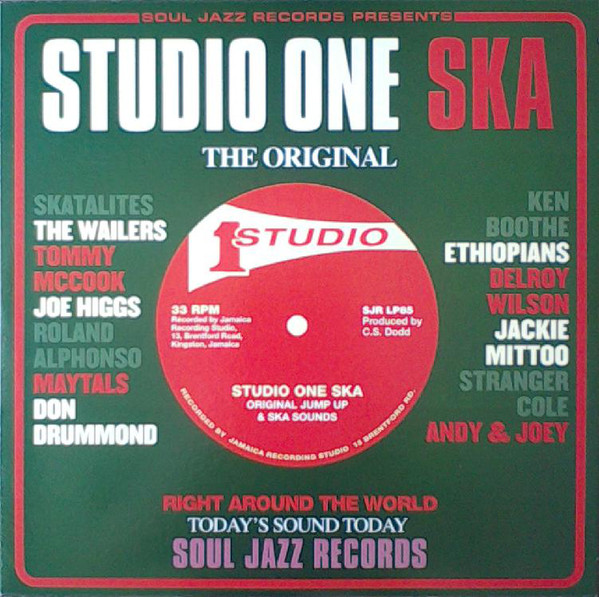 SOUL JAZZ RECORDS PRESENTS
STUDIO ONE SKA
THE ORIGINAL
SKATALITES
THE WAILERS
TOMMY
MCCOOK
JOE HIGGS
ROLAND
ALPHONSO
MAYTALS
DON
DRUMMOND
KEN
BOOTHE
ETHIOPIANS
DELROY
WILSON
JACKIE
MITTOO
STRANGER
COLE
ANDY & JOEY
1 STUDIO
33 RPM
Recorded by Jamaica
Recording Studio,
13, Brentford Road,
Kingston, Jamaica
SJR LP65
Produced by
C.S. Dodd
STUDIO ONE SKA
ORIGINAL JUMP UP
& SKA SOUNDS
RECORDED BY JAMAICA RECORDING STUDIO 13 BRENTFORD RD.
RIGHT AROUND THE WORLD
TODAY'S SOUND TODAY
SOUL JAZZ RECORDS